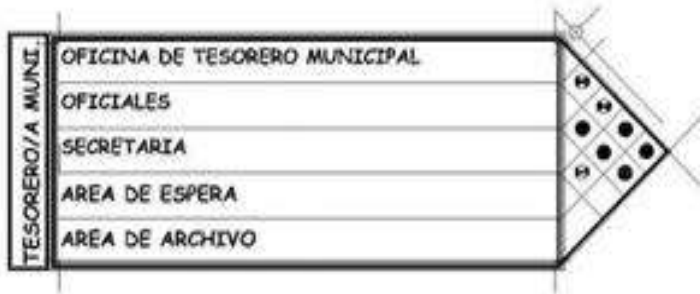 TESORERO/A MUNI.
OFICINA DE TESORERO MUNICIPAL
OFICIALES
SECRETARIA
AREA DE ESPERA
AREA DE ARCHIVO